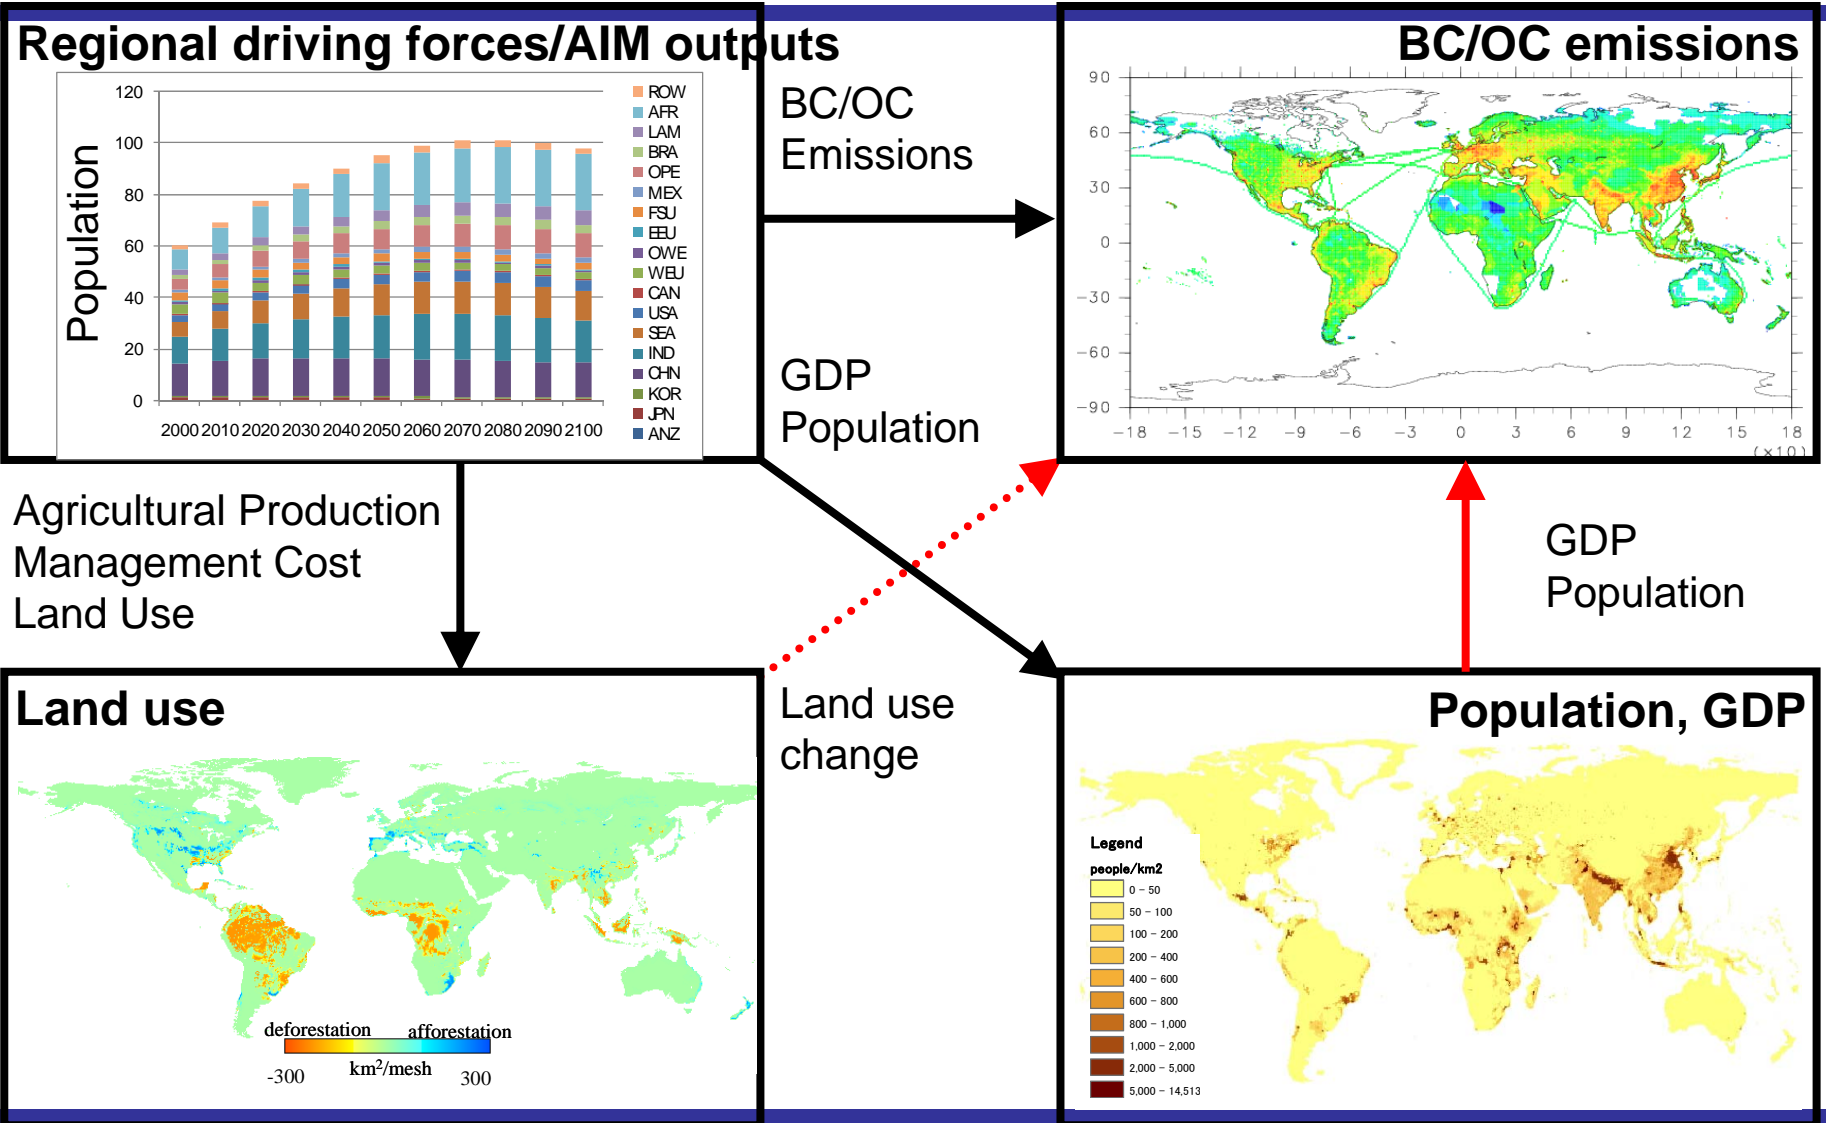 Regional driving forces/AIM outputs
Population
120
100
80
60
40
20
0
2000 2010 2020 2030 2040 2050 2060 2070 2080 2090 2100
ROW
AFR
LAM
BRA
OPE
MEX
FSU
EEU
OWE
WEU
CAN
USA
SEA
IND
CHN
KOR
JPN
ANZ
BC/OC
Emissions
BC/OC emissions
90
60
30
0
-30
-60
-90
-18 -15 -12 -9 -6 -3 0 3 6 9 12 15 18
(×10)
GDP
Population
Agricultural Production
Management Cost
Land Use
GDP
Population
Land use
change
Land use
deforestation afforestation
km2/mesh
-300 300
Population, GDP
Legend
people/km2
0 - 50
50 - 100
100 - 200
200 - 400
400 - 600
600 - 800
800 - 1,000
1,000 - 2,000
2,000 - 5,000
5,000 - 14,513